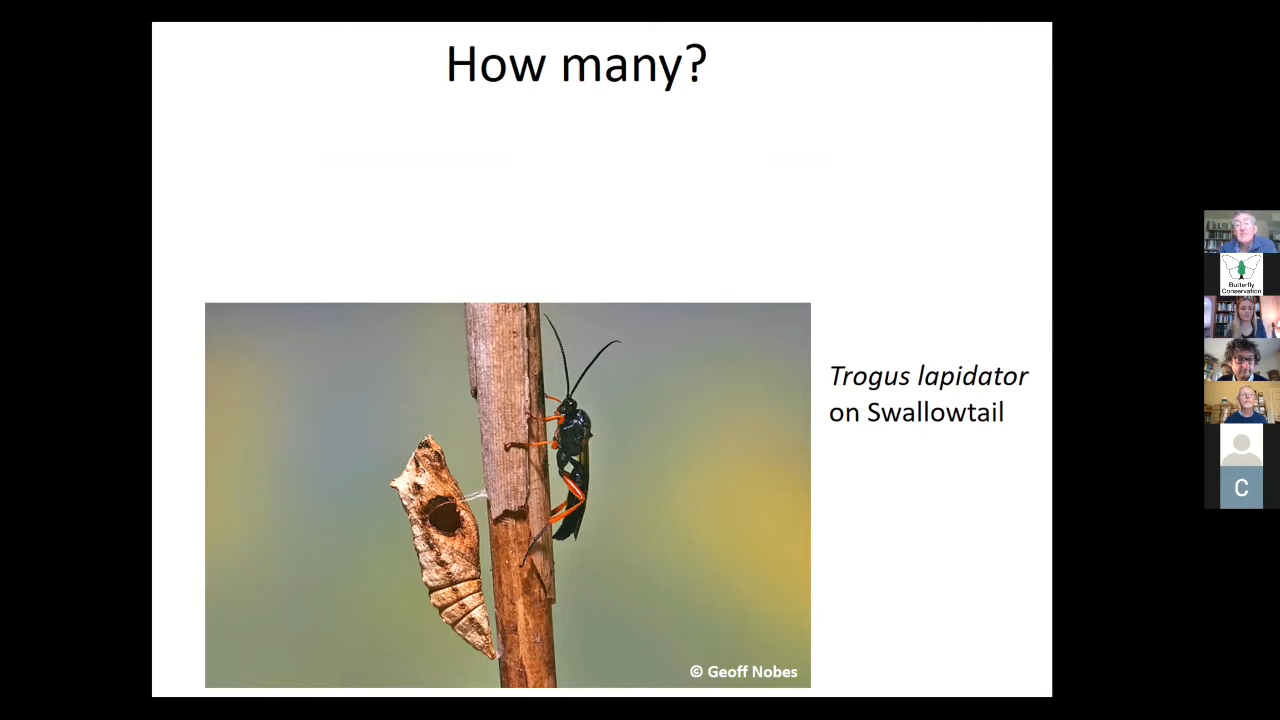 How many?
Trogus lapidator
on Swallowtail
© Geoff Nobes
Butterfly
Conservation
C